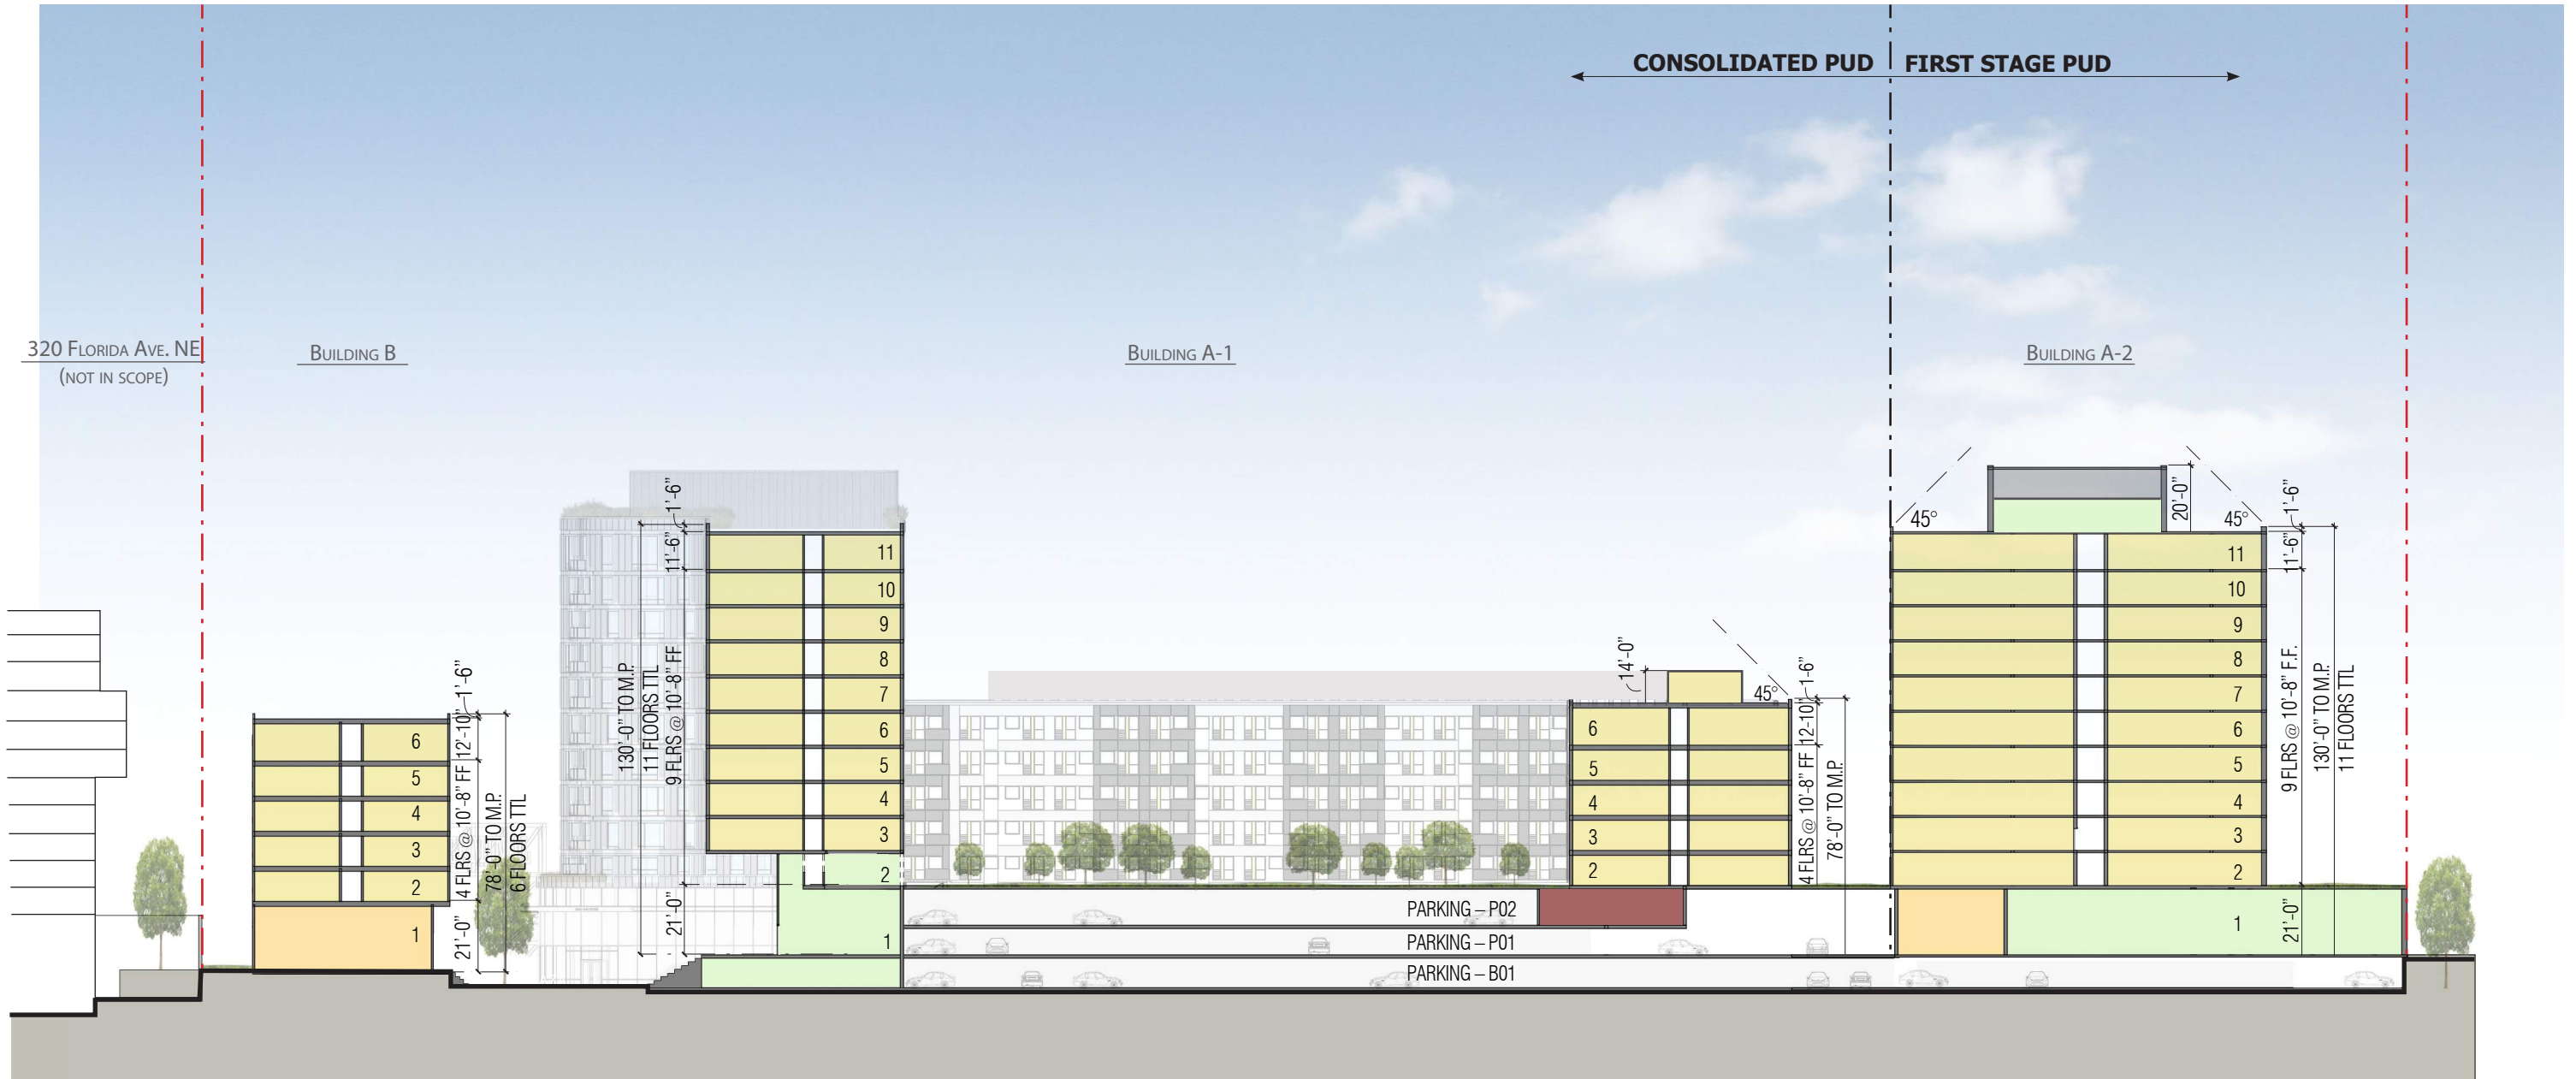 CONSOLIDATED PUD
FIRST STAGE PUD
320 FLORIDA AVE. NE
(NOT IN SCOPE)
BUILDING B
BUILDING A-1
BUILDING A-2
6
5
4
3
2
1
1'-6"
12'-10"
4 FLRS @ 10'-8" FF
21'-0"
78'-0" TO M.P.
6 FLOORS TTL
130'-0" TO M.P.
11 FLOORS TTL
9 FLRS @ 10'-8" FF
1'-6"
11'-6"
21'-0"
11
10
9
8
7
6
5
4
3
2
1
PARKING – P02
PARKING – P01
PARKING – B01
14'-0"
45°
6
5
4
3
2
1'-6"
12-10"
4 FLRS @ 10'-8" FF
78'-0" TO M.P.
45°
20'-0"
45°
11
10
9
8
7
6
5
4
3
2
1
1'-6"
11'-6"
9 FLRS @ 10'-8" F.F.
21'-0"
130'-0" TO M.P.
11 FLOORS TTL